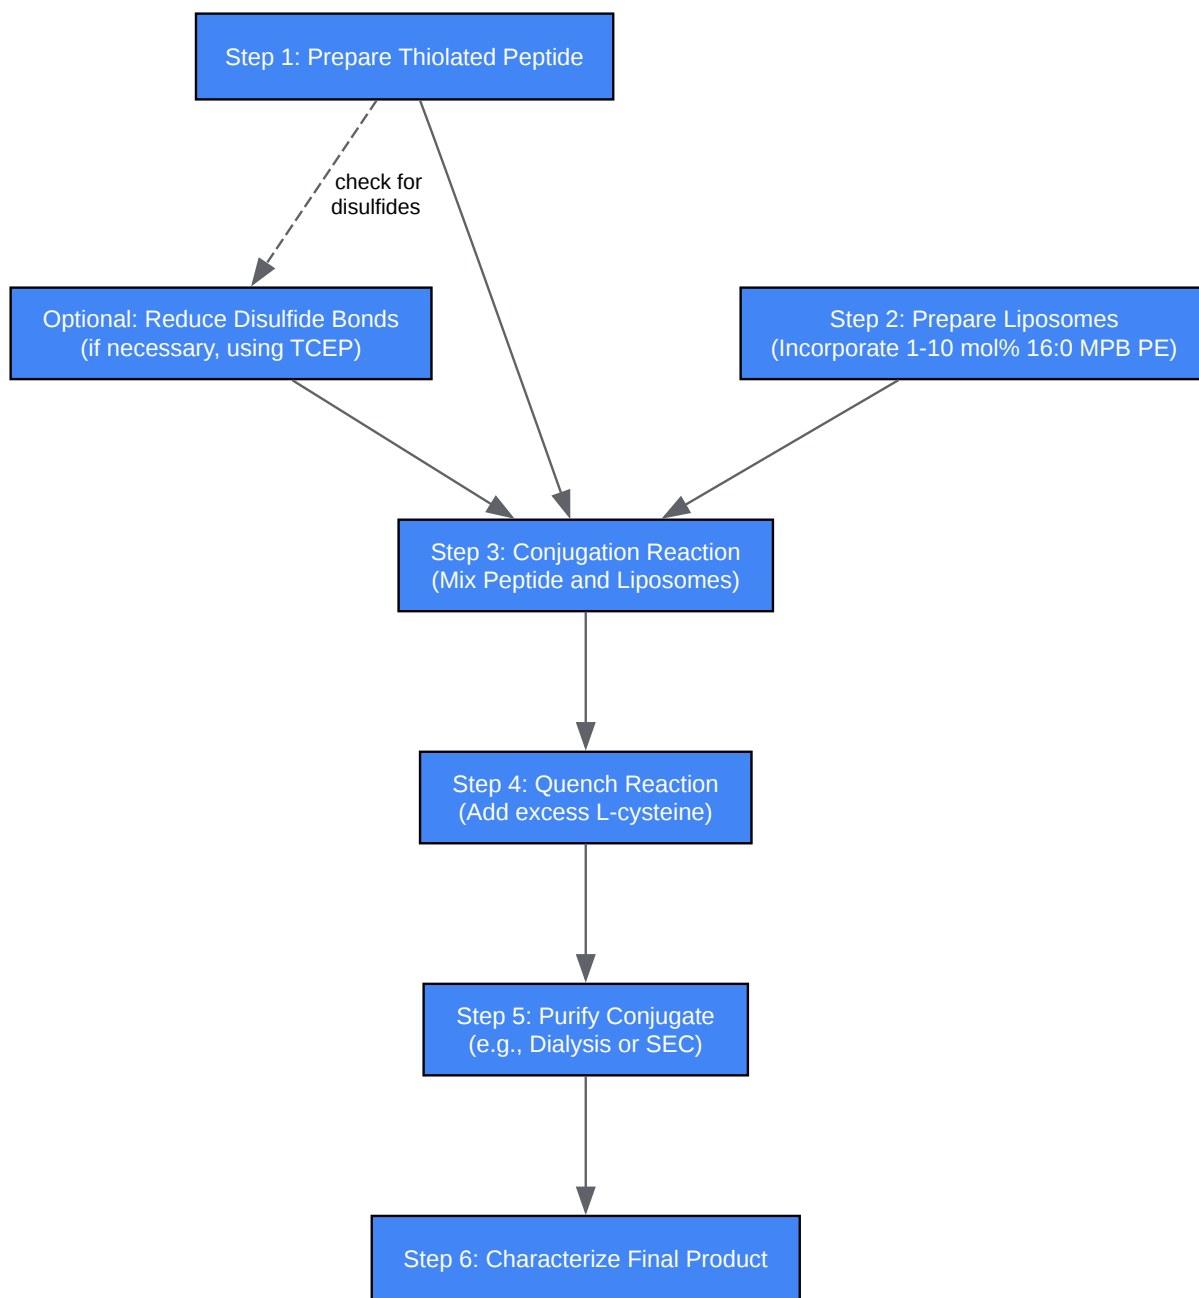 Step 1: Prepare Thiolated Peptide
check for
disulfides
Optional: Reduce Disulfide Bonds
(if necessary, using TCEP)
Step 2: Prepare Liposomes
(Incorporate 1-10 mol% 16:0 MPB PE)
Step 3: Conjugation Reaction
(Mix Peptide and Liposomes)
Step 4: Quench Reaction
(Add excess L-cysteine)
Step 5: Purify Conjugate
(e.g., Dialysis or SEC)
Step 6: Characterize Final Product